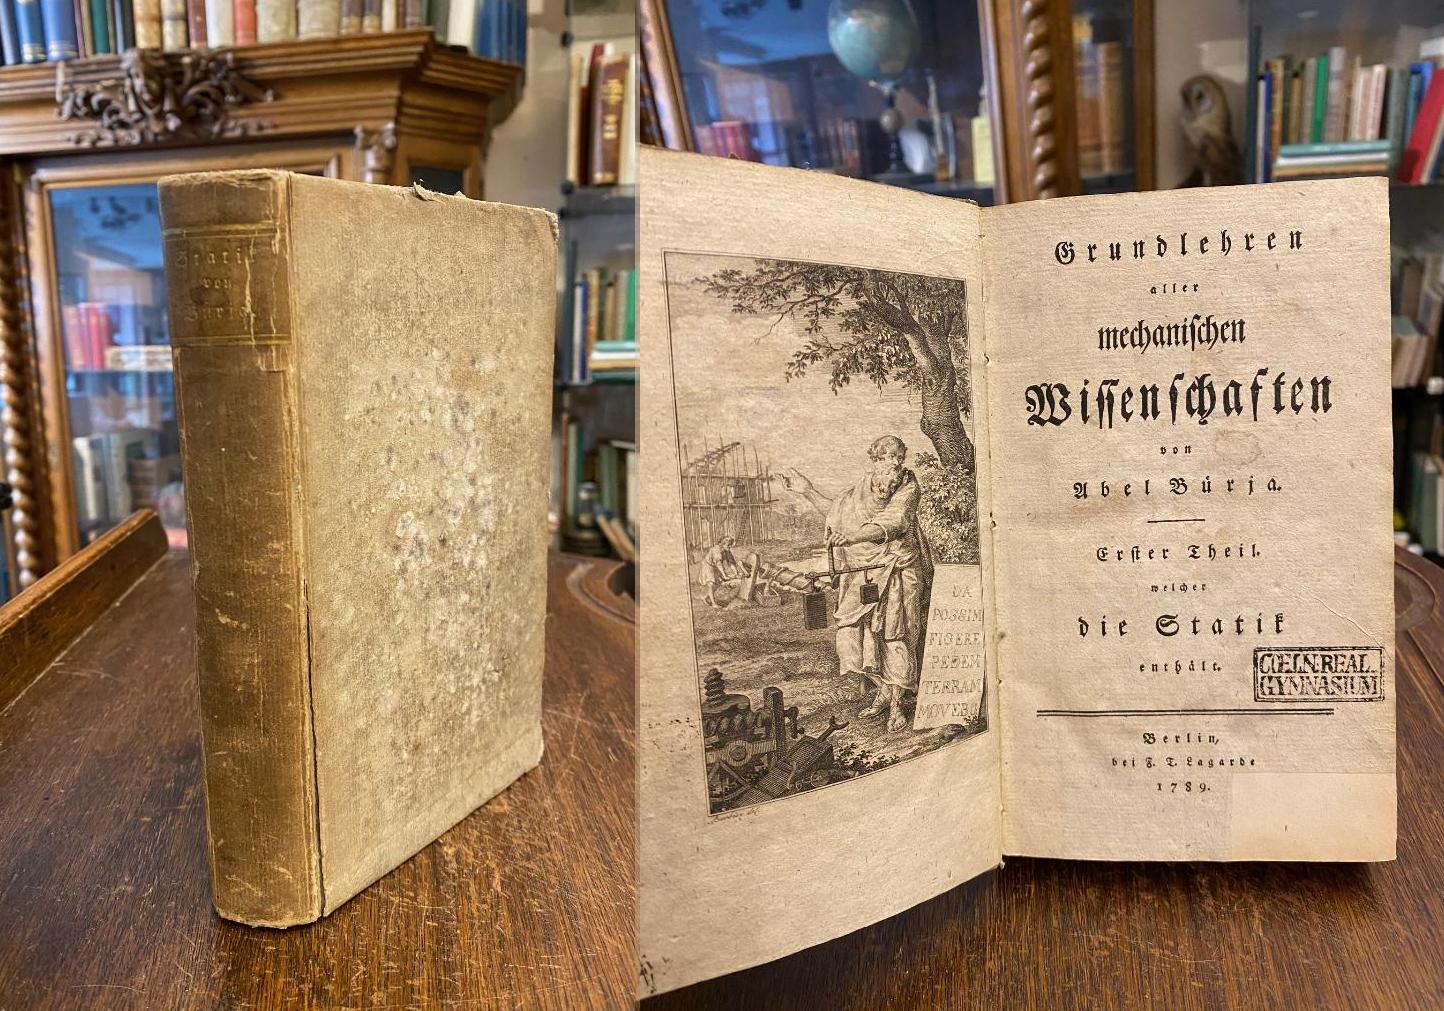 Statik
von
Bürja.
DA
POSSIM
FIGERE
PEDEM
TERRAM
MOVEBO
Grundlehren
aller
mechaniſchen
Wiſſenſchaften
von
Abel Bürja.
Erſter Theil.
welcher
die Statik
enthält.
CŒLN:REAL
GYMNASIUM
Berlin,
bei F. T. Lagarde
1789.